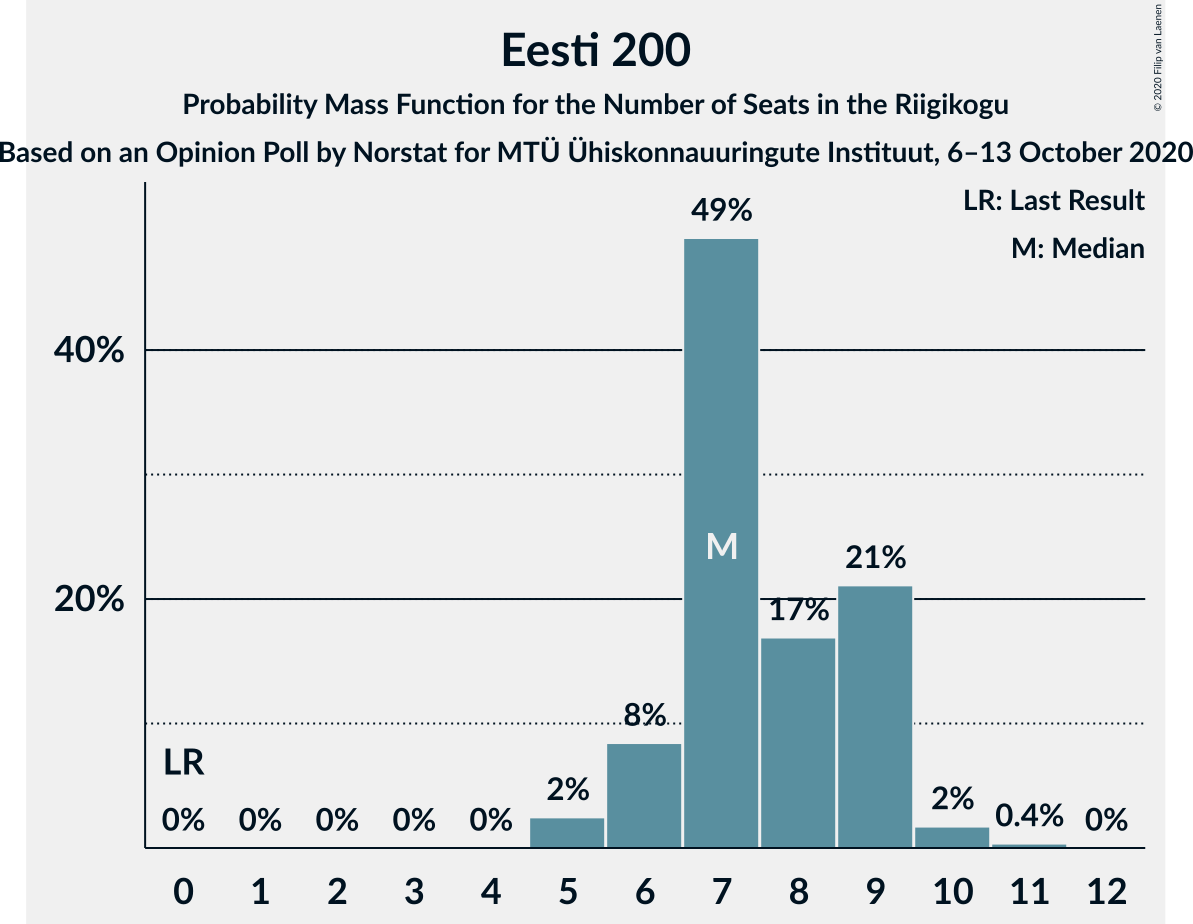 Eesti 200
Probability Mass Function for the Number of Seats in the Riigikogu
Based on an Opinion Poll by Norstat for MTÜ Ühiskonnauuringute Instituut, 6–13 October 2020
© 2020 Filip van Laenen
LR: Last Result
M: Median
49%
40%
M
21%
20%
17%
8%
LR
2%
2%
0% 0% 0% 0% 0% 0.4% 0%
0 1 2 3 4 5 6 7 8 9 10 11 12